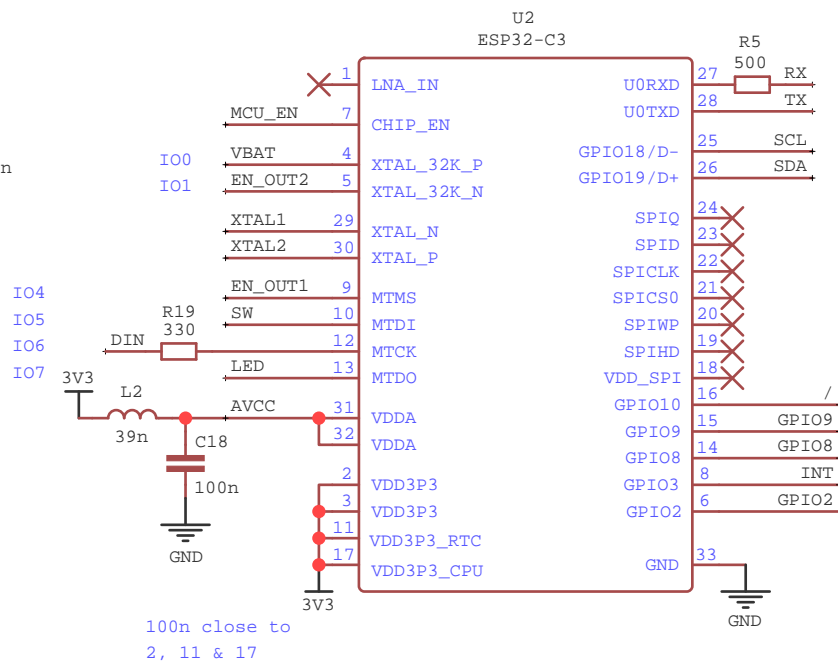 U2
ESP32-C3
R5
500
1 LNA_IN U0RXD 27 RX
U0TXD 28 TX
MCU_EN 7 CHIP_EN
n
IO0 VBAT 4 XTAL_32K_P GPIO18/D- 25 SCL
IO1 EN_OUT2 5 XTAL_32K_N GPIO19/D+ 26 SDA
XTAL1 29 XTAL_N SPIQ 24
XTAL2 30 XTAL_P SPID 23
SPICLK 22
IO4 EN_OUT1 9 MTMS SPICS0 21
IO5 SW 10 MTDI SPIWP 20
R19
330
IO6 DIN 12 MTCK SPIHD 19
IO7 LED 13 MTDO VDD_SPI 18
3V3
L2
39n
AVCC 31 VDDA GPIO10 16 /
32 VDDA GPIO9 15 GPIO9
C18
100n
GND
GPIO8 14 GPIO8
2 VDD3P3 GPIO3 8 INT
3 VDD3P3 GPIO2 6 GPIO2
11 VDD3P3_RTC
17 VDD3P3_CPU GND 33
3V3
GND
100n close to
2, 11 & 17